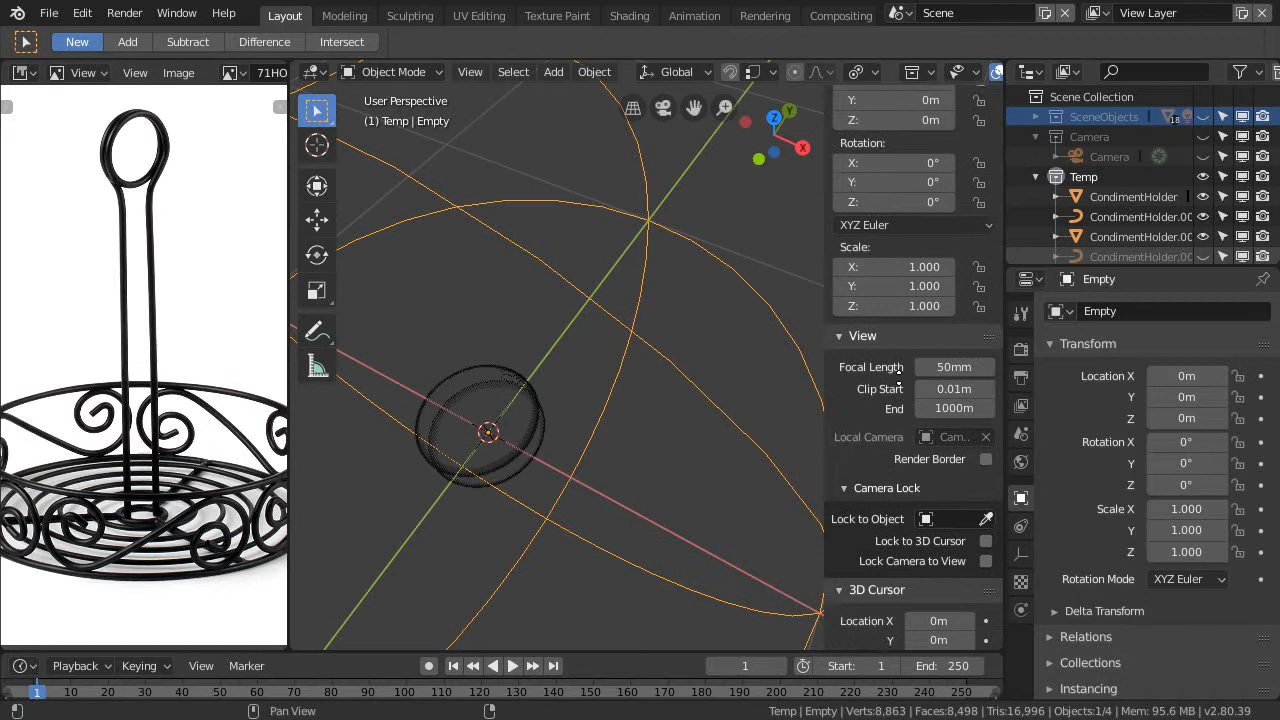 File Edit Render Window Help Layout Modeling Sculpting UV Editing Texture Paint Shading Animation Rendering Compositing Scene View Layer
New Add Subtract Difference Intersect
View View Image 71HO Object Mode View Select Add Object Global
User Perspective
(1) Temp | Empty
Y: 0m
Z: 0m
Rotation:
X: 0°
Y: 0°
Z: 0°
XYZ Euler
Scale:
X: 1.000
Y: 1.000
Z: 1.000
View
Focal Length 50mm
Clip Start 0.01m
End 1000m
Local Camera Cam..
Render Border
Camera Lock
Lock to Object
Lock to 3D Cursor
Lock Camera to View
3D Cursor
Location X 0m
Y 0m
Z
Y
X
Scene Collection
SceneObjects 18
Camera
Camera
Temp
CondimentHolder
CondimentHolder.00
CondimentHolder.00
CondimentHolder.00
Empty
Empty
Transform
Location X 0m
Y 0m
Z 0m
Rotation X 0°
Y 0°
Z 0°
Scale X 1.000
Y 1.000
Z 1.000
Rotation Mode XYZ Euler
Delta Transform
Relations
Collections
Instancing
Playback Keying View Marker 1 Start: 1 End: 250
1 10 20 30 40 50 60 70 80 90 100 110 120 130 140 150 160 170 180 190 200 210 220 230 240 250
Pan View Temp | Empty | Verts:8,863 | Faces:8,498 | Tris:16,996 | Objects:1/4 | Mem: 95.6 MB | v2.80.39